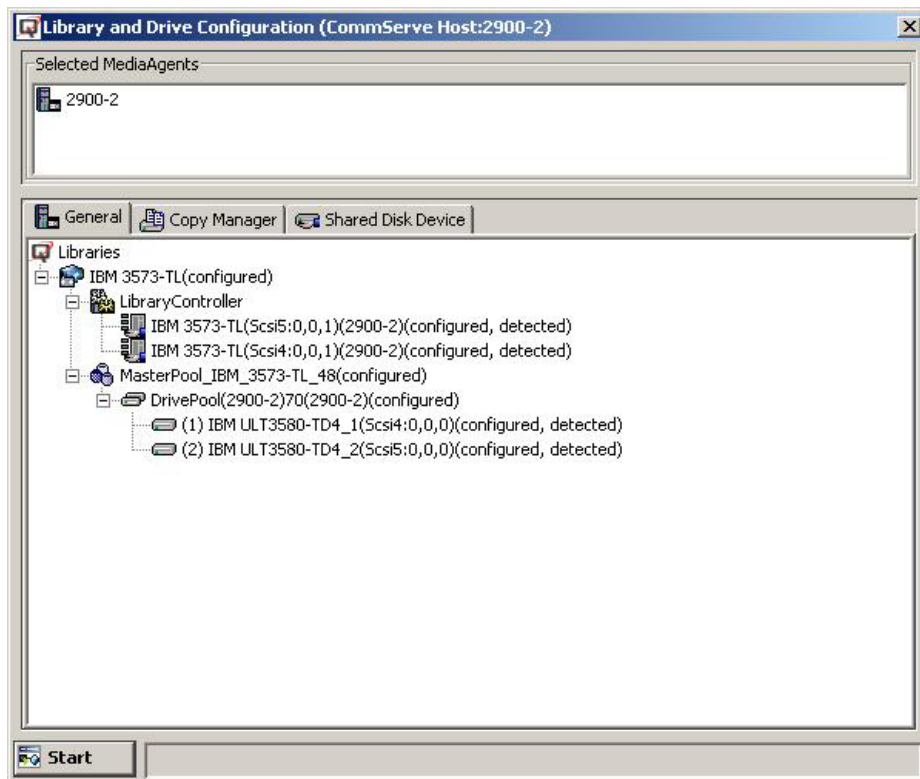 Library and Drive Configuration (CommServe Host:2900-2)
Selected MediaAgents
2900-2
General
Copy Manager
Shared Disk Device
Libraries
IBM 3573-TL(configured)
LibraryController
IBM 3573-TL(Scsi5:0,0,1)(2900-2)(configured, detected)
IBM 3573-TL(Scsi4:0,0,1)(2900-2)(configured, detected)
MasterPool_IBM_3573-TL_48(configured)
DrivePool(2900-2)70(2900-2)(configured)
(1) IBM ULT3580-TD4_1(Scsi4:0,0,0)(configured, detected)
(2) IBM ULT3580-TD4_2(Scsi5:0,0,0)(configured, detected)
Start